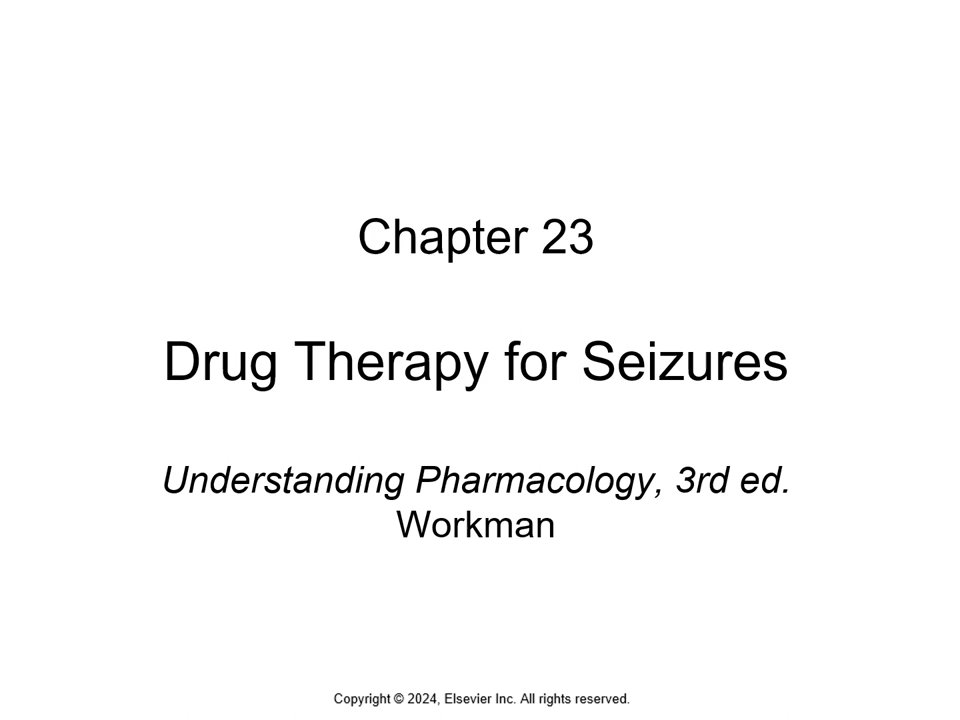 Chapter 23
Drug Therapy for Seizures
Understanding Pharmacology, 3rd ed.
Workman
Copyright © 2024, Elsevier Inc. All rights reserved.